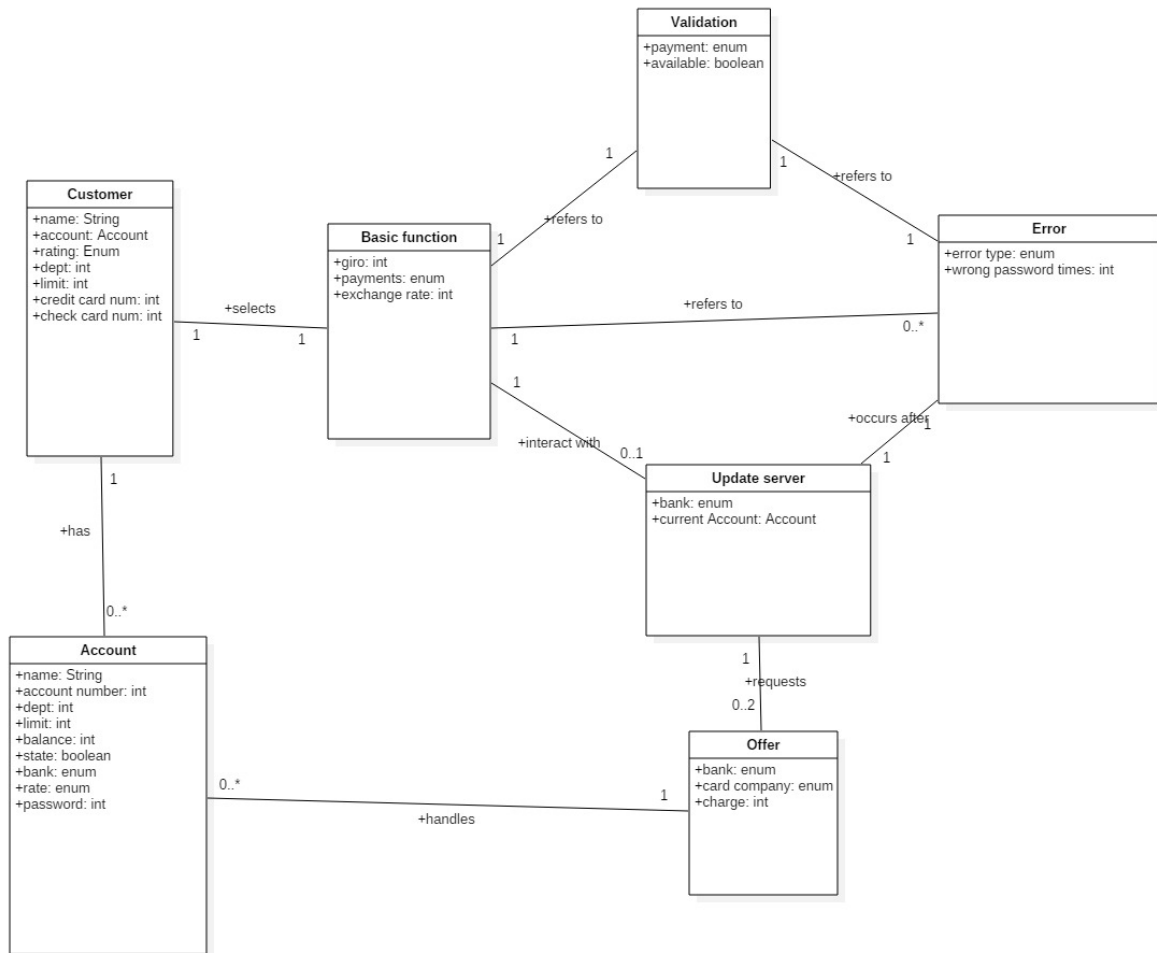 Validation
+payment: enum
+available: boolean
1
1
+refers to
+refers to
1
1
Customer
+name: String
+account: Account
+rating: Enum
+dept: int
+limit: int
+credit card num: int
+check card num: int
+selects
1
1
Basic function
+giro: int
+payments: enum
+exchange rate: int
Error
+error type: enum
+wrong password times: int
+refers to
1
0..*
1
+interact with
0..1
+occurs after
1
1
Update server
+bank: enum
+current Account: Account
1
+has
0..*
1
+requests
0..2
Account
+name: String
+account number: int
+dept: int
+limit: int
+balance: int
+state: boolean
+bank: enum
+rate: enum
+password: int
0..*
+handles
1
Offer
+bank: enum
+card company: enum
+charge: int